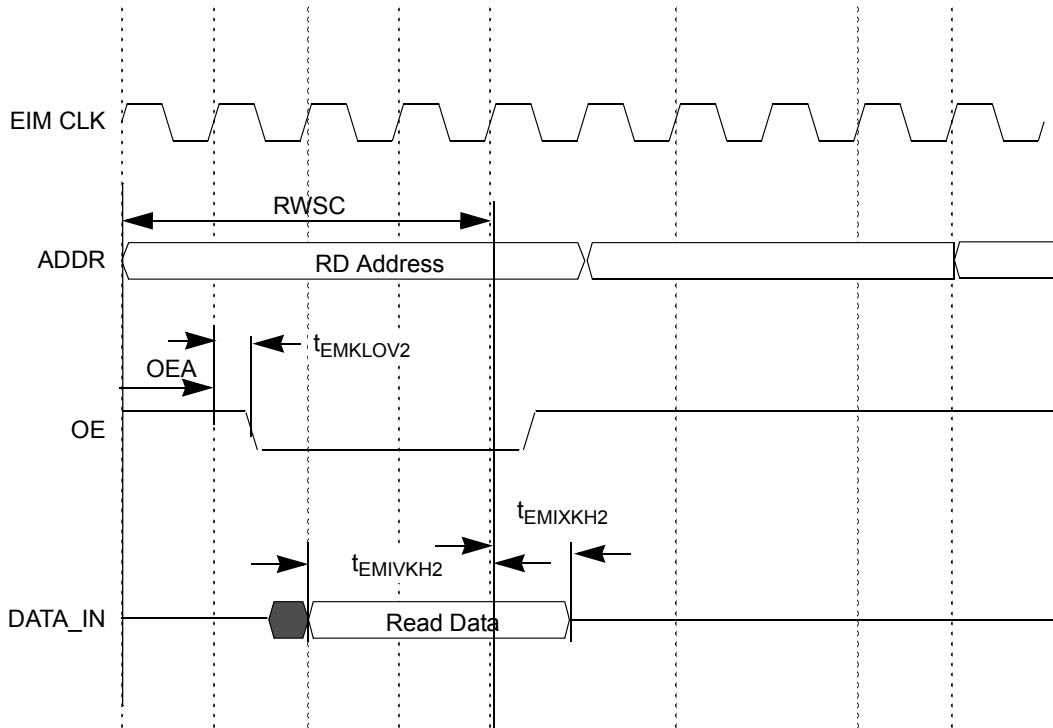 EIM CLK
RWSC
ADDR
RD Address
tEMKLOV2
OEA
OE
tEMIXKH2
tEMIVKH2
DATA_IN
Read Data